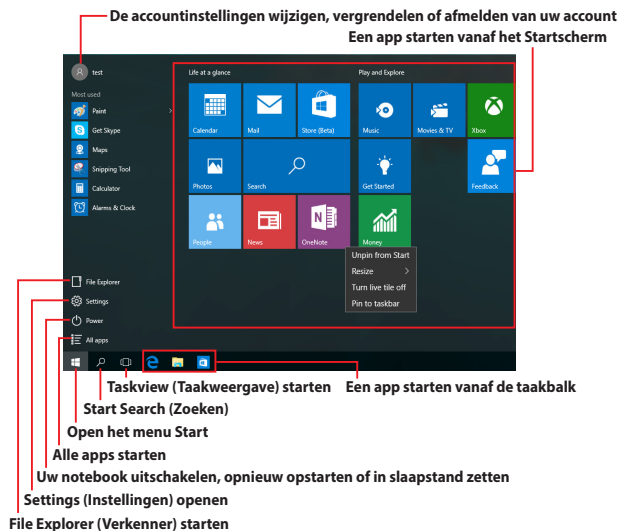 De accountinstellingen wijzigen, vergrendelen of afmelden van uw account
Een app starten vanaf het Startscherm
test
Most used
Paint
Get Skype
Maps
Snipping Tool
Calculator
Alarms & Clock
File Explorer
Settings
Power
All apps
Life at a glance
Play and Explore
Calendar
Mail
Store (Beta)
Music
Movies & TV
Xbox
Photos
Search
Get Started
Feedback
People
News
OneNote
Money
Unpin from Start
Resize
Turn live tile off
Pin to taskbar
Taskview (Taakweergave) starten
Een app starten vanaf de taakbalk
Start Search (Zoeken)
Open het menu Start
Alle apps starten
Uw notebook uitschakelen, opnieuw opstarten of in slaapstand zetten
Settings (Instellingen) openen
File Explorer (Verkenner) starten